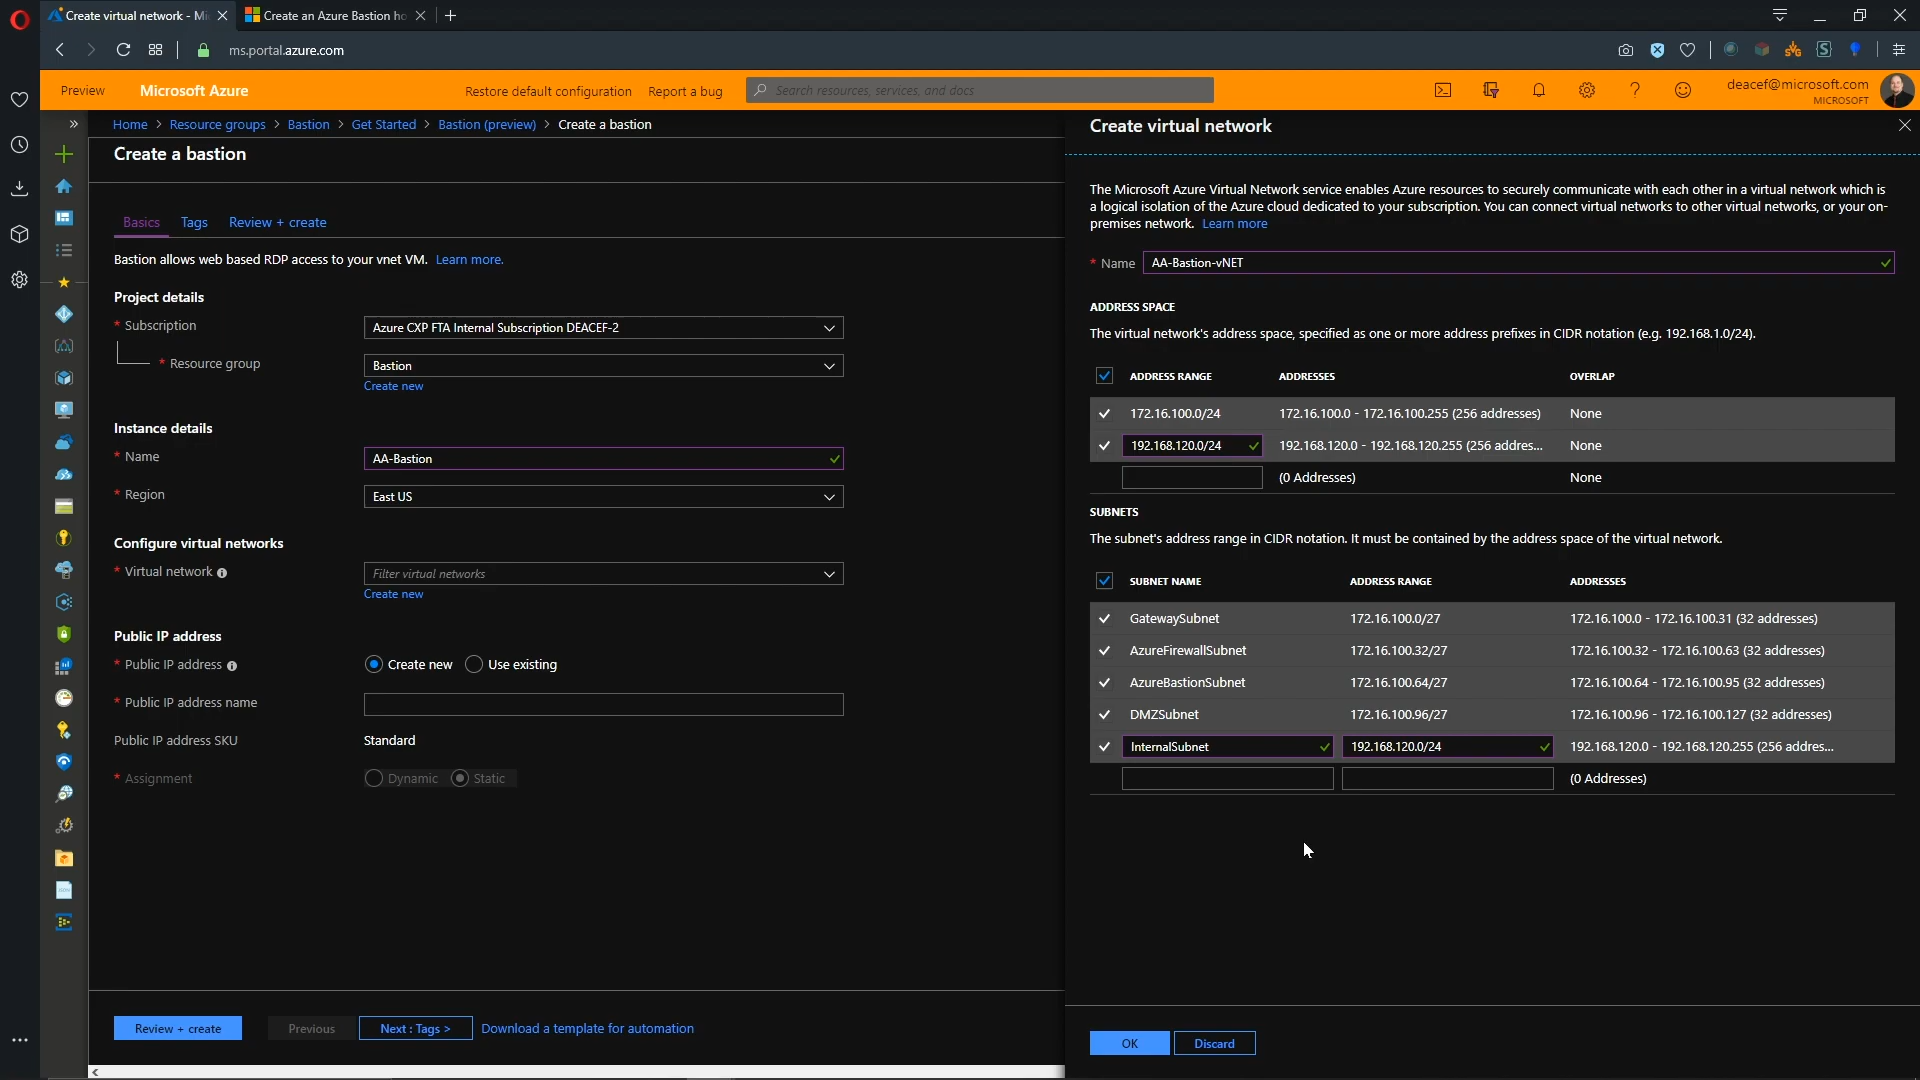 Create virtual network - Mi
Create an Azure Bastion ho
ms.portal.azure.com
Preview
Microsoft Azure
Restore default configuration
Report a bug
Search resources, services, and docs
deacef@microsoft.com
MICROSOFT
Home > Resource groups > Bastion > Get Started > Bastion (preview) > Create a bastion
Create a bastion
Basics
Tags
Review + create
Bastion allows web based RDP access to your vnet VM. Learn more.
Project details
* Subscription
Azure CXP FTA Internal Subscription DEACEF-2
* Resource group
Bastion
Create new
Instance details
* Name
AA-Bastion
* Region
East US
Configure virtual networks
* Virtual network
Filter virtual networks
Create new
Public IP address
* Public IP address
Create new
Use existing
* Public IP address name
Public IP address SKU
Standard
* Assignment
Dynamic
Static
Review + create
Previous
Next : Tags >
Download a template for automation
Create virtual network
The Microsoft Azure Virtual Network service enables Azure resources to securely communicate with each other in a virtual network which is
a logical isolation of the Azure cloud dedicated to your subscription. You can connect virtual networks to other virtual networks, or your on-
premises network. Learn more
* Name
AA-Bastion-vNET
ADDRESS SPACE
The virtual network's address space, specified as one or more address prefixes in CIDR notation (e.g. 192.168.1.0/24).
ADDRESS RANGE ADDRESSES OVERLAP
172.16.100.0/24 172.16.100.0 - 172.16.100.255 (256 addresses) None
192.168.120.0/24 192.168.120.0 - 192.168.120.255 (256 addres... None
(0 Addresses) None
SUBNETS
The subnet's address range in CIDR notation. It must be contained by the address space of the virtual network.
SUBNET NAME ADDRESS RANGE ADDRESSES
GatewaySubnet 172.16.100.0/27 172.16.100.0 - 172.16.100.31 (32 addresses)
AzureFirewallSubnet 172.16.100.32/27 172.16.100.32 - 172.16.100.63 (32 addresses)
AzureBastionSubnet 172.16.100.64/27 172.16.100.64 - 172.16.100.95 (32 addresses)
DMZSubnet 172.16.100.96/27 172.16.100.96 - 172.16.100.127 (32 addresses)
InternalSubnet 192.168.120.0/24 192.168.120.0 - 192.168.120.255 (256 addres...
(0 Addresses)
OK
Discard